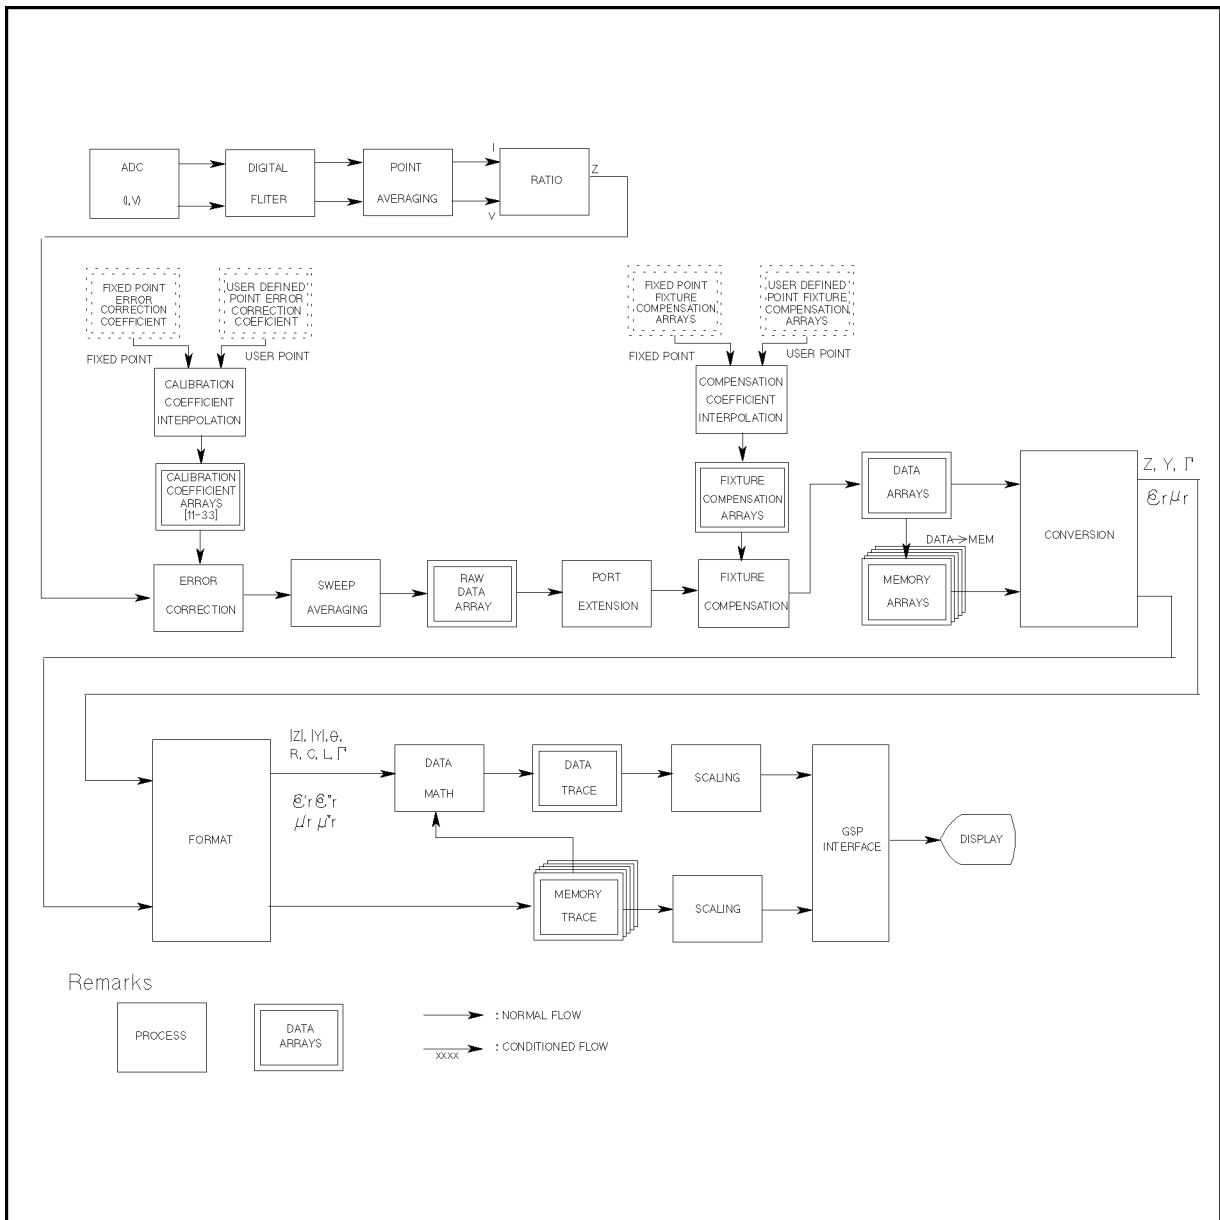 ADC
(I, V)
DIGITAL
FLITER
POINT
AVERAGING
I
V
RATIO
Z
FIXED POINT
ERROR
CORRECTION
COEFFICIENT
USER DEFINED
POINT ERROR
CORRECTION
COEFICIENT
FIXED POINT
USER POINT
CALIBRATION
COEFFICIENT
INTERPOLATION
CALIBRATION
COEFFICIENT
ARRAYS
[11-33]
FIXED POINT
FIXTURE
COMPENSATION
ARRAYS
USER DEFINED
POINT FIXTURE
COMPENSATION
ARRAYS
FIXED POINT
USER POINT
COMPENSATION
COEFFICIENT
INTERPOLATION
FIXTURE
COMPENSATION
ARRAYS
ERROR
CORRECTION
SWEEP
AVERAGING
RAW
DATA
ARRAY
PORT
EXTENSION
FIXTURE
COMPENSATION
DATA
ARRAYS
DATA→MEM
MEMORY
ARRAYS
CONVERSION
Z, Y, Γ
εr μr
FORMAT
|Z|, |Y|, θ,
R, C, L, Γ
ε'r ε"r
μ'r μ"r
DATA
MATH
DATA
TRACE
SCALING
MEMORY
TRACE
SCALING
GSP
INTERFACE
DISPLAY
Remarks
PROCESS
DATA
ARRAYS
: NORMAL FLOW
XXXX
: CONDITIONED FLOW